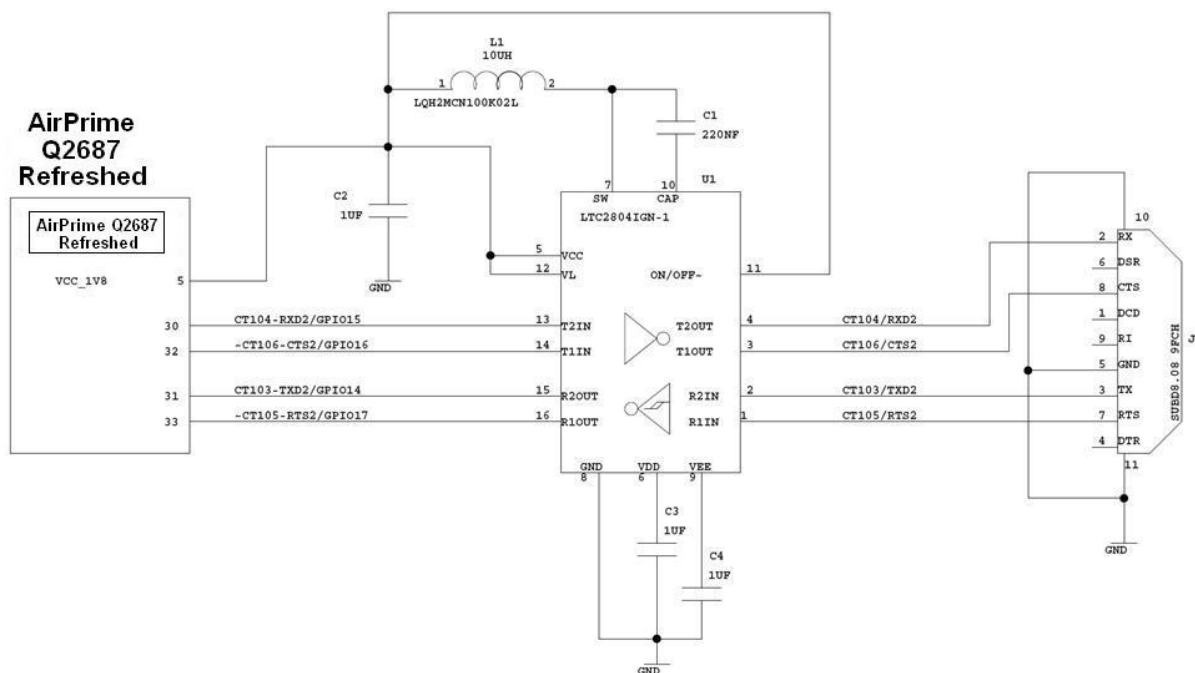 L1
10UH
1
2
LQH2MCN100K02L
C1
220NF
AirPrime
Q2687
Refreshed
AirPrime Q2687
Refreshed
VCC_1V8
5
C2
1UF
GND
7
10
U1
SW
CAP
LTC2804IGN-1
5
VCC
12
VL
ON/OFF~
11
30
CT104-RXD2/GPIO15
13
T2IN
T2OUT
4
CT104/RXD2
32
~CT106-CTS2/GPIO16
14
T1IN
T1OUT
3
CT106/CTS2
31
CT103-TXD2/GPIO14
15
R2OUT
R2IN
2
CT103/TXD2
33
~CT105-RTS2/GPIO17
16
R1OUT
R1IN
1
CT105/RTS2
GND
VDD
VEE
8
6
9
C3
1UF
C4
1UF
GND
10
2
RX
6
DSR
8
CTS
1
DCD
9
RI
5
GND
3
TX
7
RTS
4
DTR
11
J
SUBD8.08 9FCH
GND